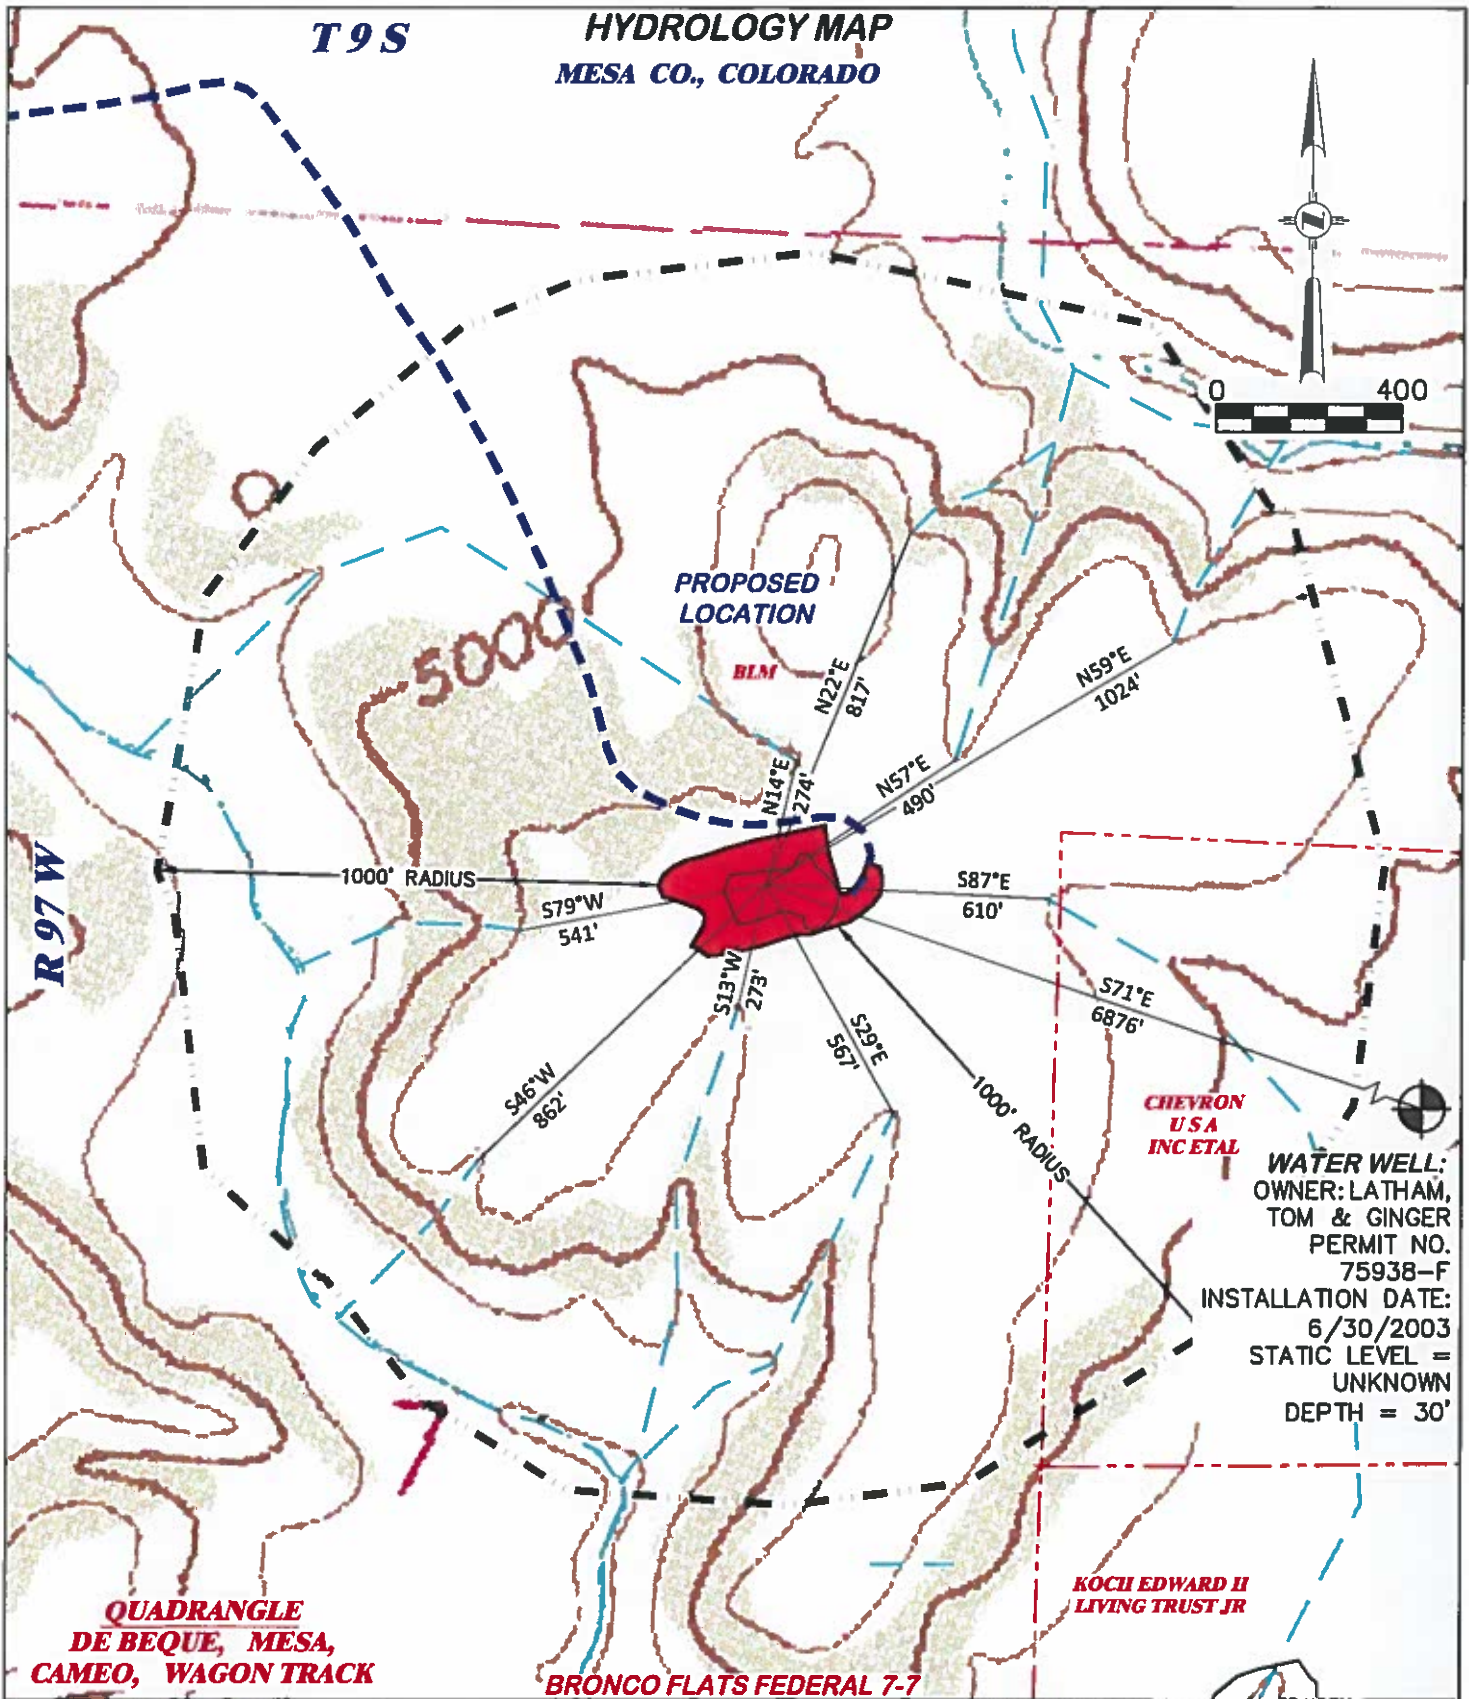 T 9 S
HYDROLOGY MAP
MESA CO., COLORADO
0 400
5000
PROPOSED
LOCATION
BLM
N22°E
817'
N59°E
1024'
N14°E
274'
N57°E
490'
R 97 W
1000' RADIUS
S79°W
541'
S87°E
610'
S13°W
273'
S71°E
6876'
S29°E
567'
S46°W
862'
1000' RADIUS
CHEVRON
U S A
INC ETAL
WATER WELL:
OWNER: LATHAM,
TOM & GINGER
PERMIT NO.
75938-F
INSTALLATION DATE:
6/30/2003
STATIC LEVEL =
UNKNOWN
DEPTH = 30'
7
KOCH EDWARD H
LIVING TRUST JR
QUADRANGLE
DE BEQUE, MESA,
CAMEO, WAGON TRACK
BRONCO FLATS FEDERAL 7-7